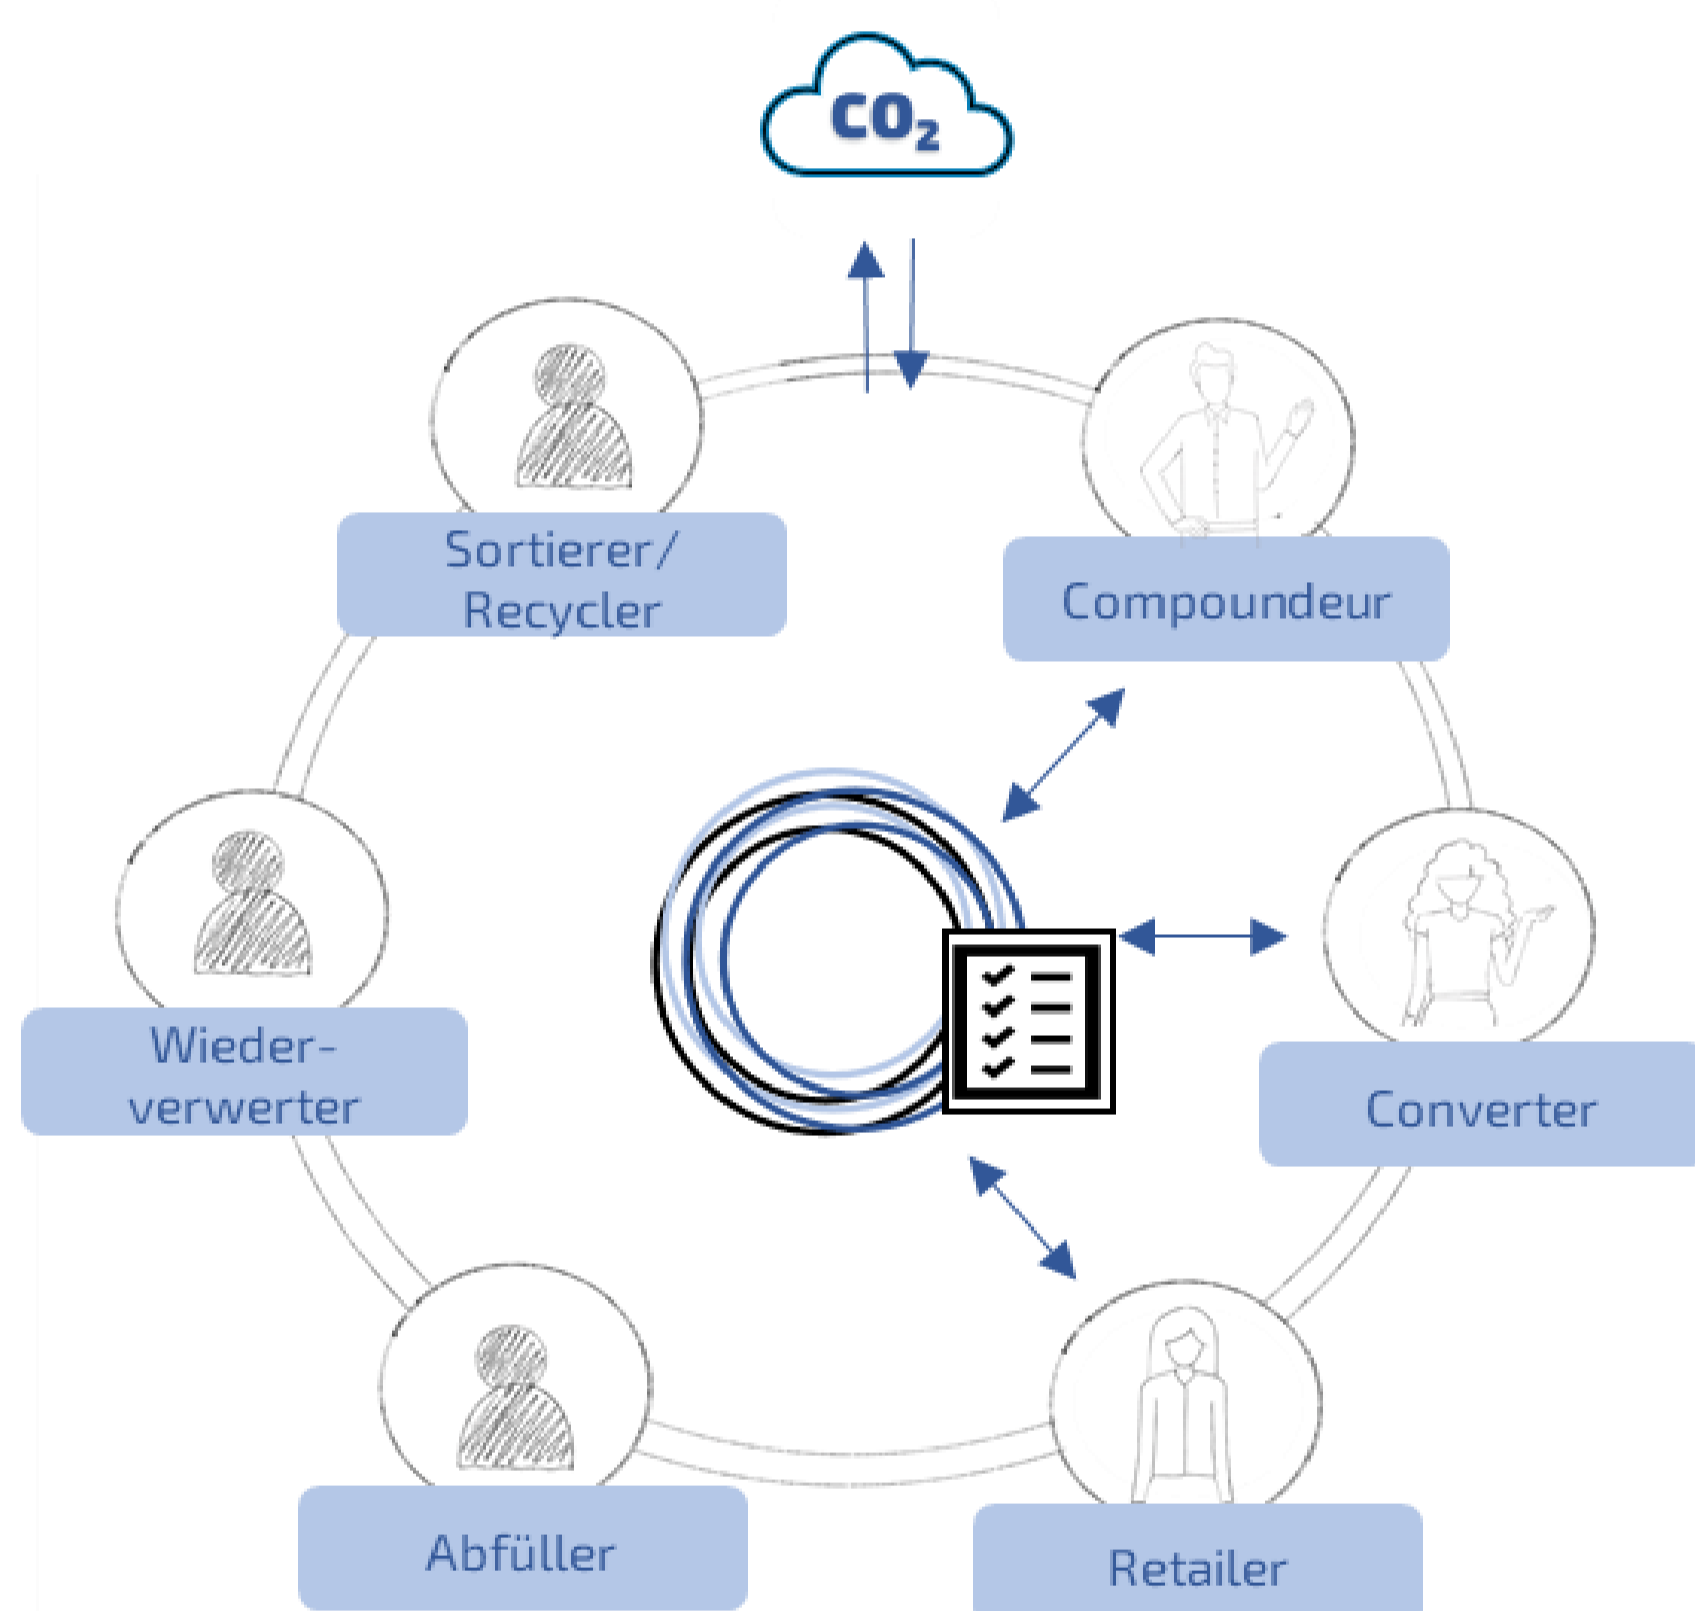 CO₂
Sortierer/
Recycler
Compoundeur
Wieder-
verwerter
Converter
Abfüller
Retailer